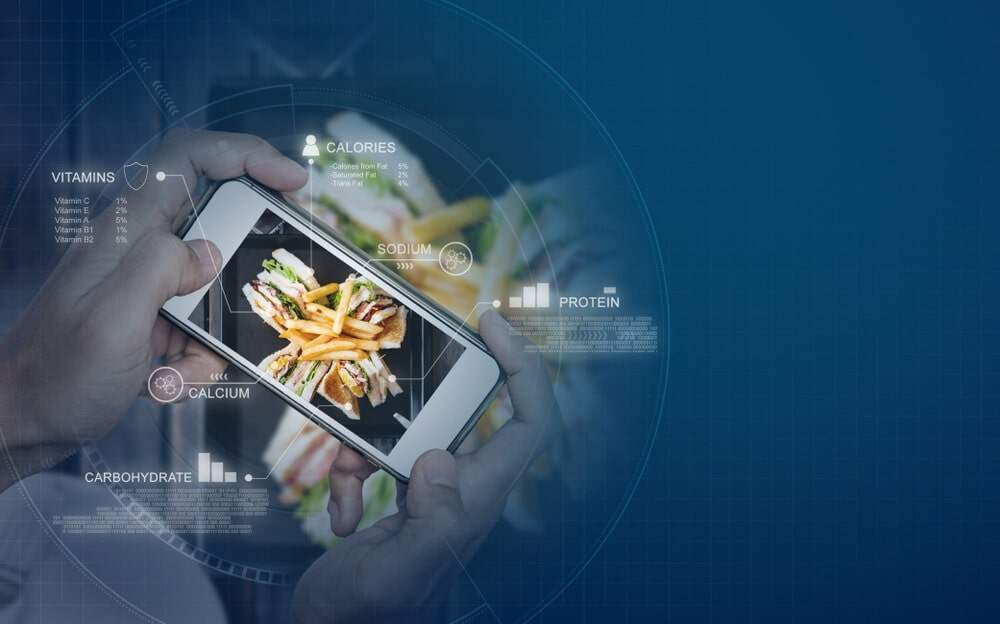 CALORIES
-Calories from Fat 5%
-Saturated Fat 2%
-Trans Fat 4%
VITAMINS
Vitamin C 1%
Vitamin E 2%
Vitamin A 5%
Vitamin B1 1%
Vitamin B2 5%
SODIUM
PROTEIN
CALCIUM
CARBOHYDRATE